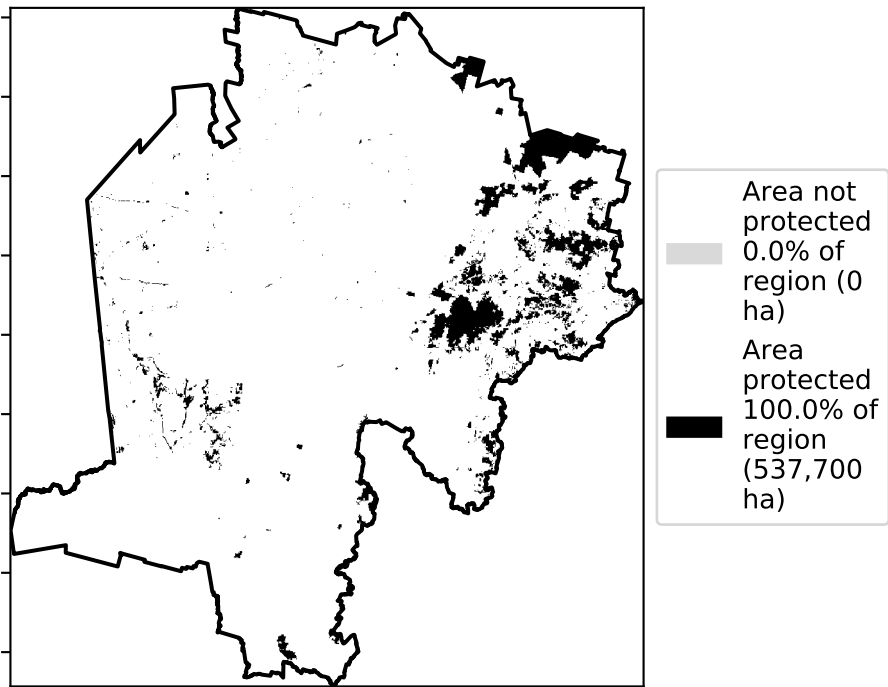 Area not
protected
0.0% of
region (0
ha)
Area
protected
100.0% of
region
(537,700
ha)